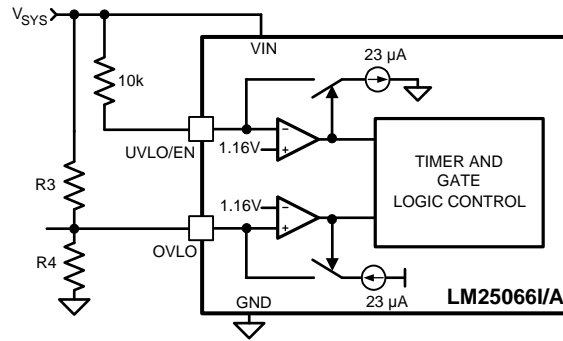 VSYS
VIN
23 µA
10k
UVLO/EN
1.16V
TIMER AND
GATE
LOGIC CONTROL
R3
1.16V
OVLO
R4
GND
23 µA
LM25066I/A